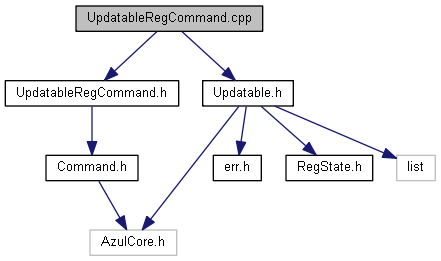 UpdatableRegCommand.cpp
UpdatableRegCommand.h
Updatable.h
Command.h
err.h
RegState.h
list
AzulCore.h